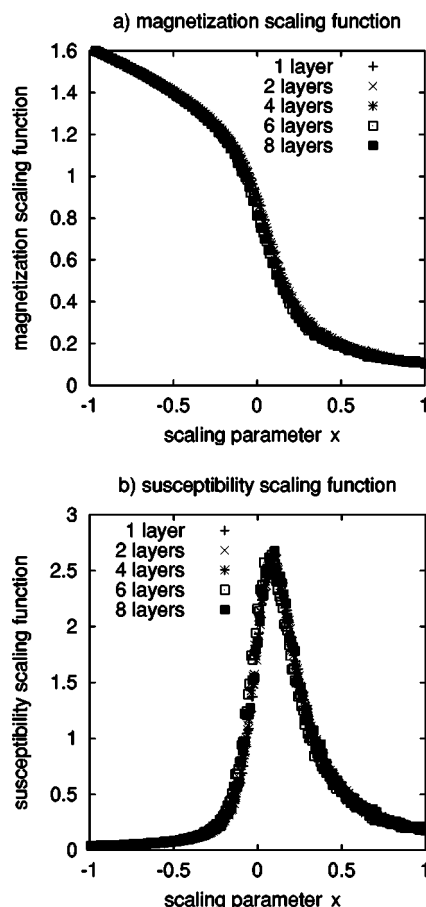 a) magnetization scaling function
magnetization scaling function
1.6
1.4
1.2
1
0.8
0.6
0.4
0.2
0
1 layer
2 layers
4 layers
6 layers
8 layers
-1 -0.5 0 0.5 1
scaling parameter x
b) susceptibility scaling function
susceptibility scaling function
3
2.5
2
1.5
1
0.5
0
1 layer
2 layers
4 layers
6 layers
8 layers
-1 -0.5 0 0.5 1
scaling parameter x